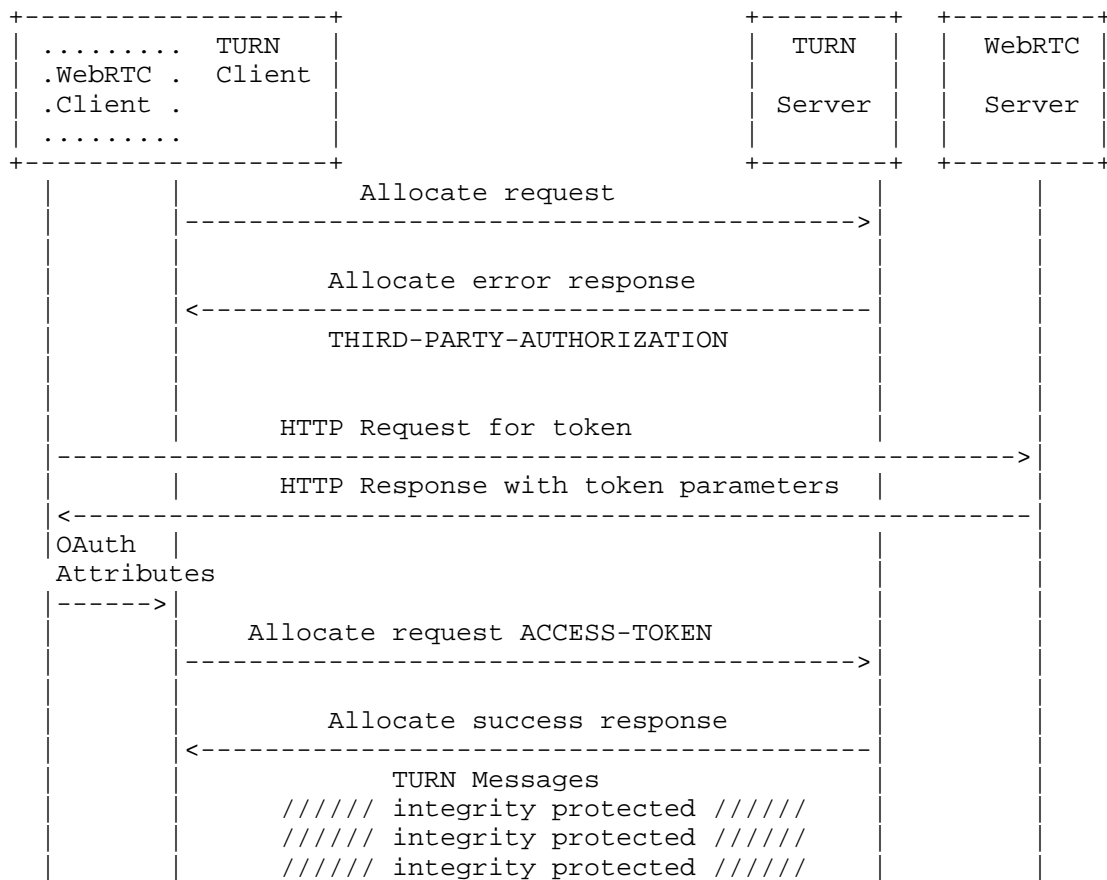 +-------------------+                         +--------+  +---------+
|  .........  TURN  |                         |  TURN  |  |  WebRTC |
|  .WebRTC .  Client|                         |        |  |         |
|  .Client .        |                         | Server |  |  Server |
|  .........        |                         |        |  |         |
+-------------------+                         +--------+  +---------+
  |       |           Allocate request                |         |
  |       |------------------------------------------>|         |
  |       |                                           |         |
  |       |         Allocate error response           |         |
  |       |<------------------------------------------|         |
  |       |         THIRD-PARTY-AUTHORIZATION         |         |
  |       |                                           |         |
  |       |                                           |         |
  |       |      HTTP Request for token               |         |
  |------------------------------------------------------------>|
  |       |      HTTP Response with token parameters  |         |
  |<------------------------------------------------------------|
  |OAuth  |                                           |         |
   Attributes                                         |         |
  |------>|                                           |         |
  |       |    Allocate request ACCESS-TOKEN          |         |
  |       |------------------------------------------>|         |
  |       |                                           |         |
  |       |         Allocate success response         |         |
  |       |<------------------------------------------|         |
  |       |             TURN Messages                 |         |
  |       |      ////// integrity protected //////    |         |
  |       |      ////// integrity protected //////    |         |
  |       |      ////// integrity protected //////    |         |